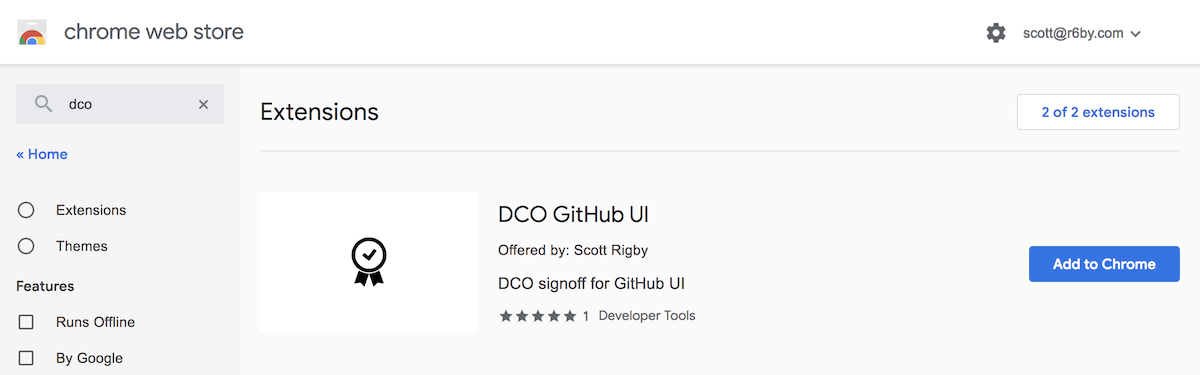 chrome web store
scott@r6by.com
dco
« Home
Extensions
Themes
Features
Runs Offline
By Google
Extensions
2 of 2 extensions
DCO GitHub UI
Offered by: Scott Rigby
DCO signoff for GitHub UI
1 Developer Tools
Add to Chrome